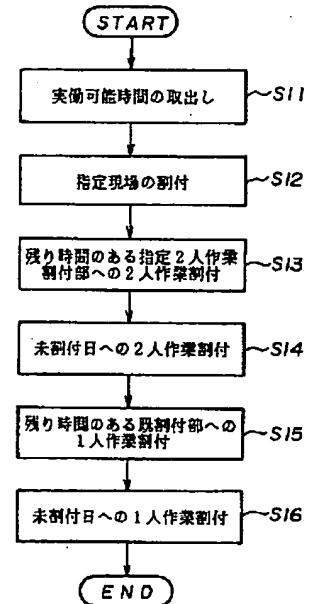 START
実働可能時間の取出し
S11
指定現場の割付
S12
残り時間のある指定2人作業
割付部への2人作業割付
S13
未割付日への2人作業割付
S14
残り時間のある既割付部への
1人作業割付
S15
未割付日への1人作業割付
S16
END